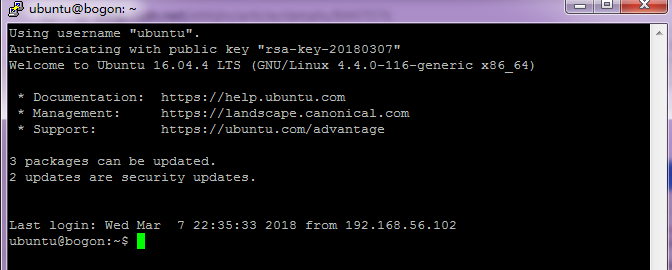 ubuntu@bogon: ~
Using username "ubuntu".
Authenticating with public key "rsa-key-20180307"
Welcome to Ubuntu 16.04.4 LTS (GNU/Linux 4.4.0-116-generic x86_64)
* Documentation:  https://help.ubuntu.com
* Management:     https://landscape.canonical.com
* Support:        https://ubuntu.com/advantage
3 packages can be updated.
2 updates are security updates.
Last login: Wed Mar  7 22:35:33 2018 from 192.168.56.102
ubuntu@bogon:~$